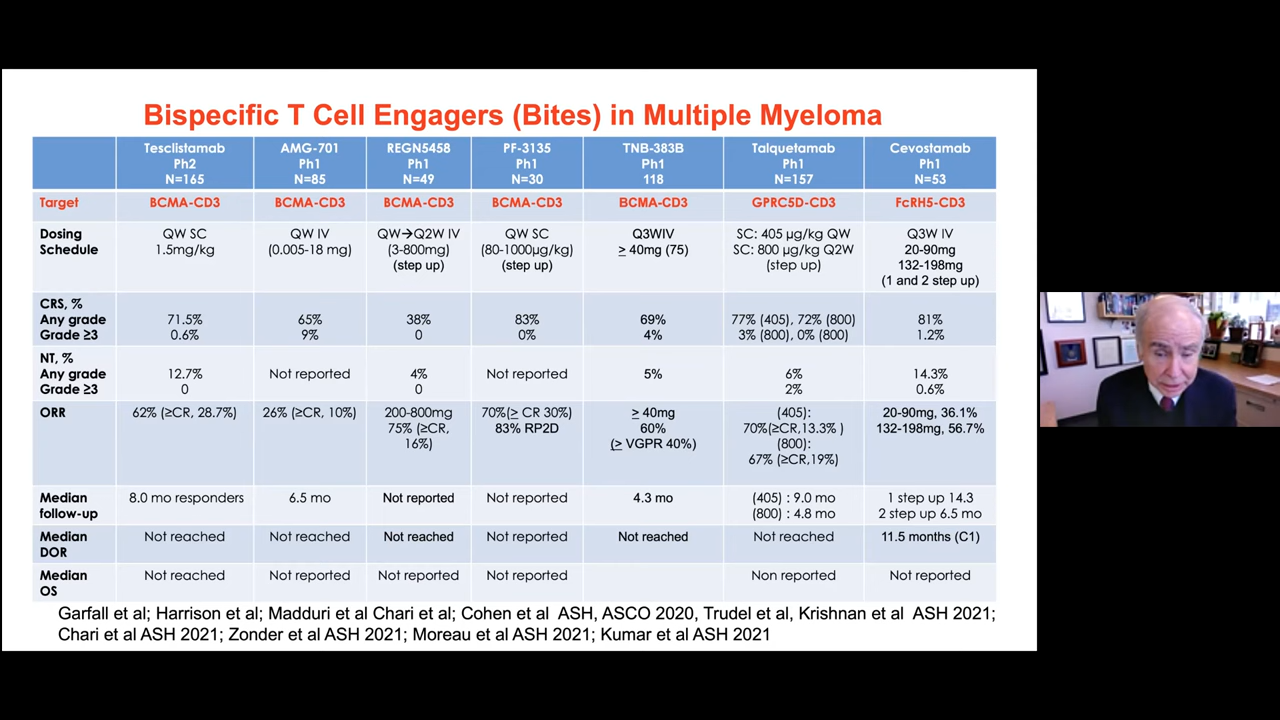 Bispecific T Cell Engagers (Bites) in Multiple Myeloma
Tesclistamab
Ph2
N=165
AMG-701
Ph1
N=85
REGN5458
Ph1
N=49
PF-3135
Ph1
N=30
TNB-383B
Ph1
118
Talquetamab
Ph1
N=157
Cevostamab
Ph1
N=53
Target
BCMA-CD3
BCMA-CD3
BCMA-CD3
BCMA-CD3
BCMA-CD3
GPRC5D-CD3
FcRH5-CD3
Dosing
Schedule
QW SC
1.5mg/kg
QW IV
(0.005-18 mg)
QW→Q2W IV
(3-800mg)
(step up)
QW SC
(80-1000µg/kg)
(step up)
Q3WIV
≥ 40mg (75)
SC: 405 µg/kg QW
SC: 800 µg/kg Q2W
(step up)
Q3W IV
20-90mg
132-198mg
(1 and 2 step up)
CRS, %
Any grade
Grade ≥3
71.5%
0.6%
65%
9%
38%
0
83%
0%
69%
4%
77% (405), 72% (800)
3% (800), 0% (800)
81%
1.2%
NT, %
Any grade
Grade ≥3
12.7%
0
Not reported
4%
0
Not reported
5%
6%
2%
14.3%
0.6%
ORR
62% (≥CR, 28.7%)
26% (≥CR, 10%)
200-800mg
75% (≥CR,
16%)
70%(≥ CR 30%)
83% RP2D
≥ 40mg
60%
(≥ VGPR 40%)
(405):
70%(≥CR,13.3% )
(800):
67% (≥CR,19%)
20-90mg, 36.1%
132-198mg, 56.7%
Median
follow-up
8.0 mo responders
6.5 mo
Not reported
Not reported
4.3 mo
(405) : 9.0 mo
(800) : 4.8 mo
1 step up 14.3
2 step up 6.5 mo
Median
DOR
Not reached
Not reached
Not reached
Not reported
Not reached
Not reached
11.5 months (C1)
Median
OS
Not reached
Not reported
Not reported
Not reported
Non reported
Not reported
Garfall et al; Harrison et al; Madduri et al Chari et al; Cohen et al  ASH, ASCO 2020, Trudel et al, Krishnan et al  ASH 2021;
Chari et al ASH 2021; Zonder et al ASH 2021; Moreau et al ASH 2021; Kumar et al ASH 2021